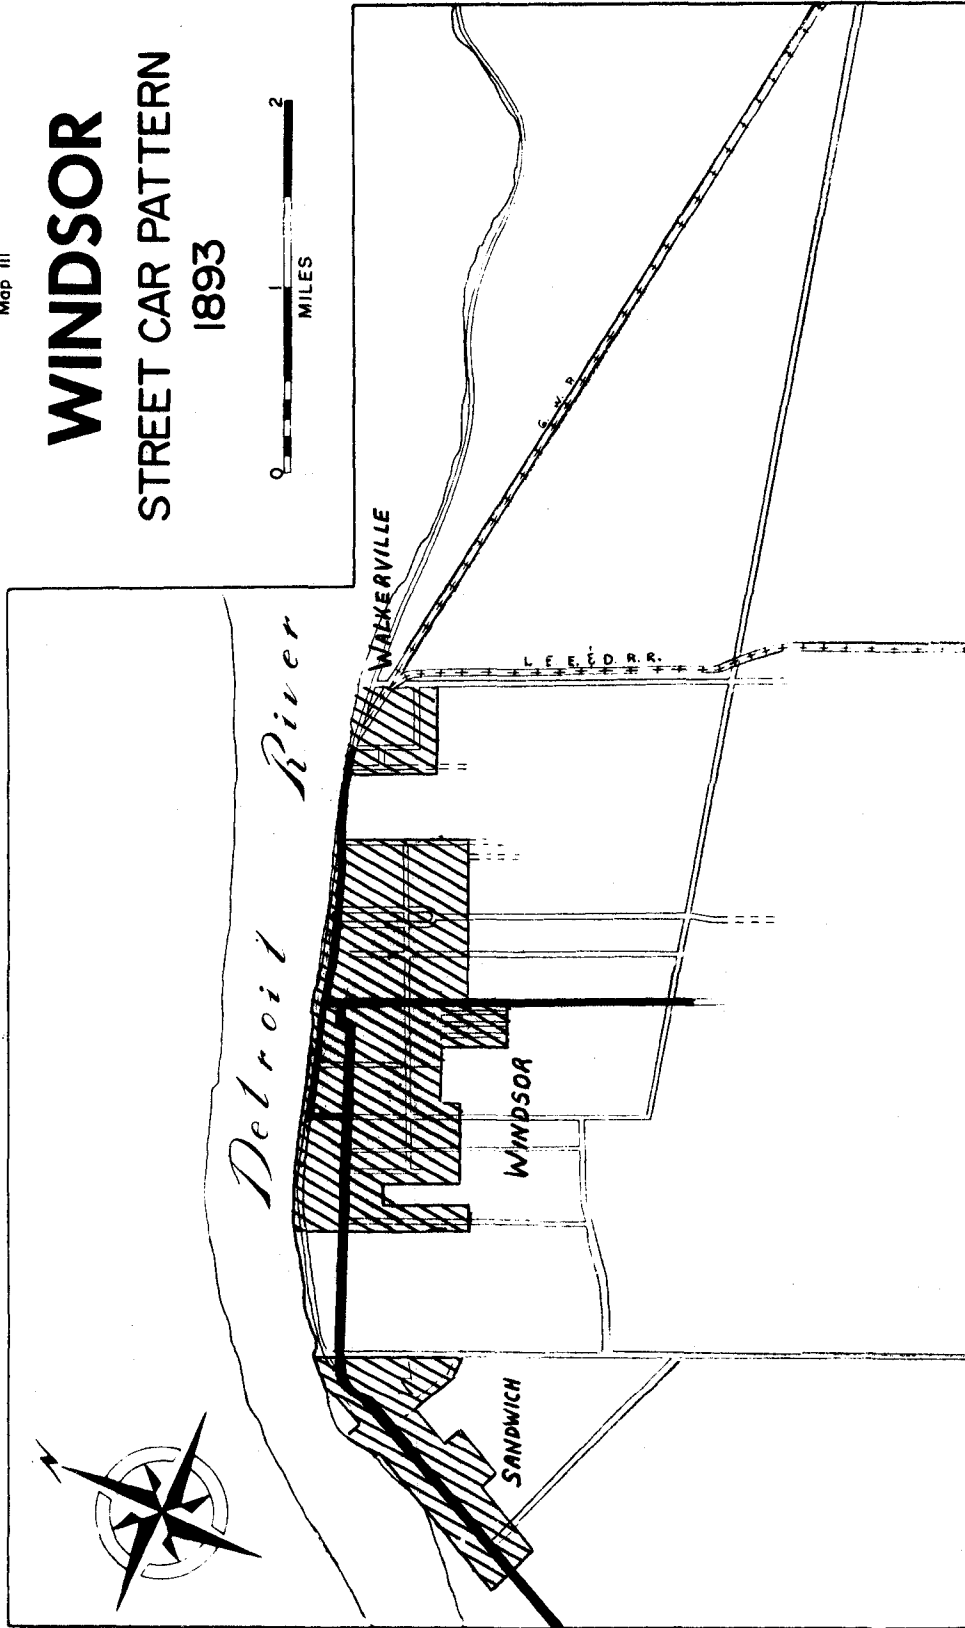 Map III
WINDSOR
STREET CAR PATTERN
1893
0 1 2
MILES
Detroit River
WALKERVILLE
G. W. R
L. E. E. & D. R. R.
WINDSOR
SANDWICH
N